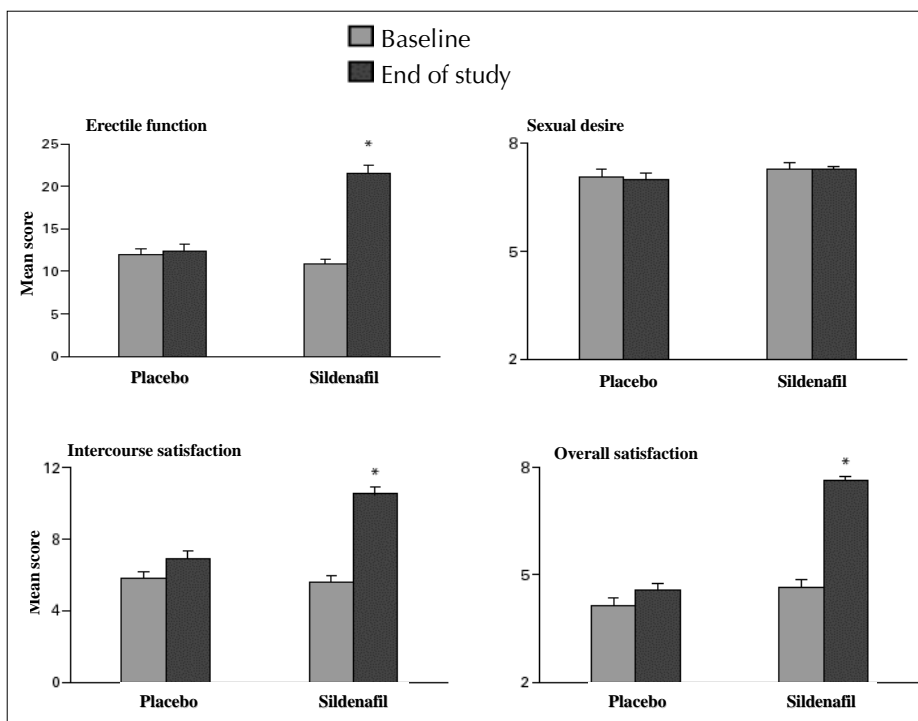 Baseline
End of study
Erectile function
25
20
15
10
5
0
Mean score
*
Placebo
Sildenafil
Sexual desire
8
5
2
Placebo
Sildenafil
Intercourse satisfaction
12
8
4
0
Mean score
*
Placebo
Sildenafil
Overall satisfaction
8
5
2
*
Placebo
Sildenafil